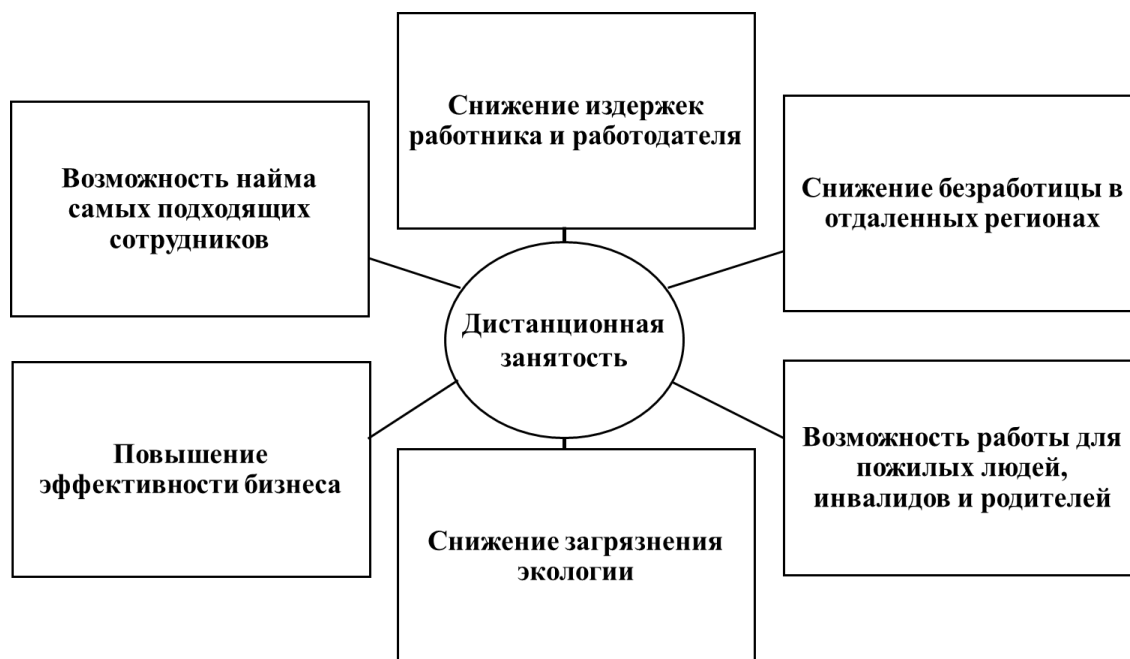 Снижение издержек
работника и работодателя
Возможность найма
самых подходящих
сотрудников
Снижение безработицы в
отдаленных регионах
Дистанционная
занятость
Повышение
эффективности бизнеса
Возможность работы для
пожилых людей,
инвалидов и родителей
Снижение загрязнения
экологии